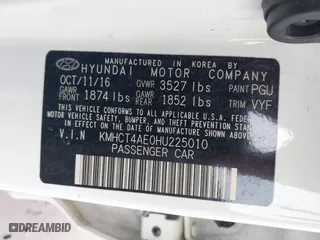 MANUFACTURED IN KOREA BY
HYUNDAI MOTOR COMPANY
OCT/11/16 GVWR 3527 lbs PAINT PGU
GAWR FRONT 1874 lbs GAWR REAR 1852 lbs TRIM VYF
THIS VEHICLE CONFORMS TO ALL APPLICABLE
U.S. FEDERAL MOTOR VEHICLE SAFETY, BUMPER,
AND THEFT PREVENTION STANDARDS IN EFFECT
ON THE DATE OF MANUFACTURE SHOWN ABOVE.
V.I.N KMHCT4AE0HU225010
PASSENGER CAR
DEALERSCOPE